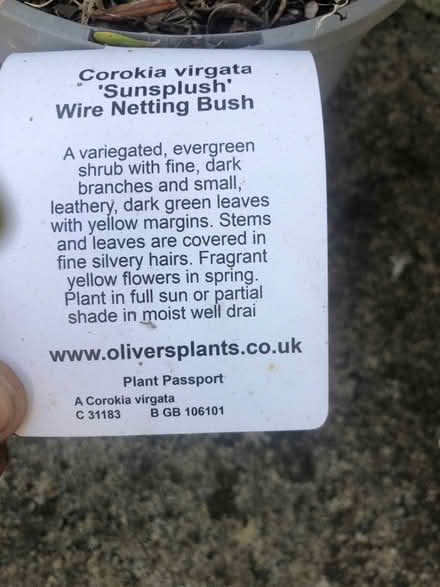 Corokia virgata
'Sunsplush'
Wire Netting Bush
A variegated, evergreen
shrub with fine, dark
branches and small,
leathery, dark green leaves
with yellow margins. Stems
and leaves are covered in
fine silvery hairs. Fragrant
yellow flowers in spring.
Plant in full sun or partial
shade in moist well drai
www.oliversplants.co.uk
Plant Passport
A Corokia virgata
C 31183 B GB 106101